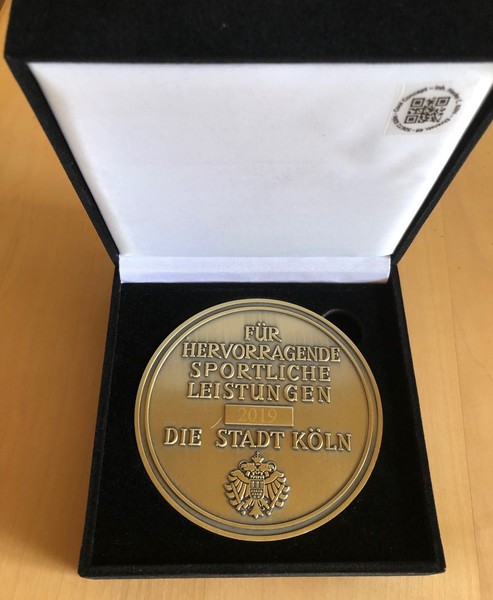 FÜR
HERVORRAGENDE
SPORTLICHE
LEISTUNGEN
2019
DIE STADT KÖLN